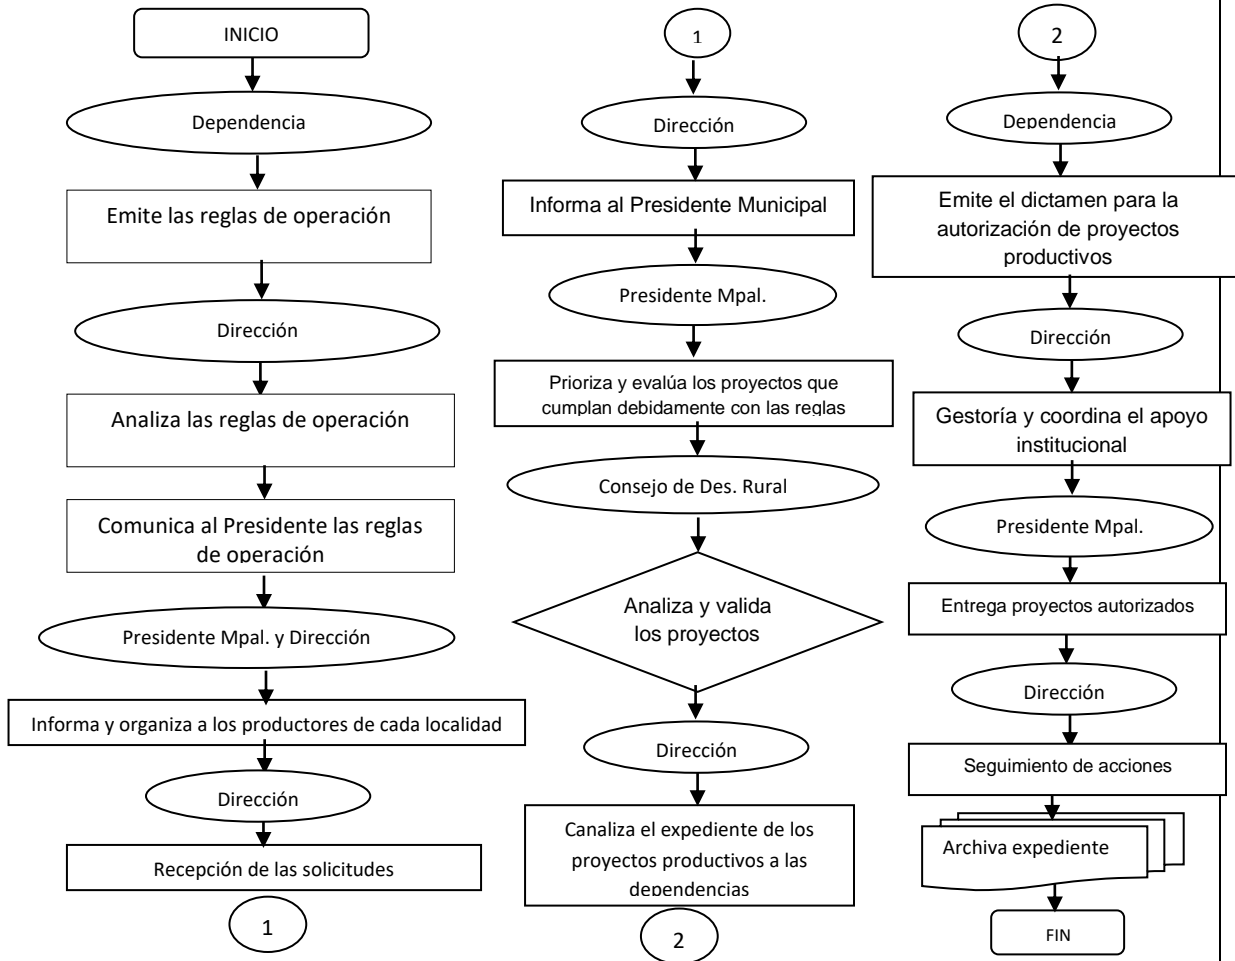 INICIO
Dependencia
Emite las reglas de operación
Dirección
Analiza las reglas de operación
Comunica al Presidente las reglas
de operación
Presidente Mpal. y Dirección
Informa y organiza a los productores de cada localidad
Dirección
Recepción de las solicitudes
1
1
Dirección
Informa al Presidente Municipal
Presidente Mpal.
Prioriza y evalúa los proyectos que
cumplan debidamente con las reglas
Consejo de Des. Rural
Analiza y valida
los proyectos
Dirección
Canaliza el expediente de los
proyectos productivos a las
dependencias
2
2
Dependencia
Emite el dictamen para la
autorización de proyectos
productivos
Dirección
Gestoría y coordina el apoyo
institucional
Presidente Mpal.
Entrega proyectos autorizados
Dirección
Seguimiento de acciones
Archiva expediente
FIN